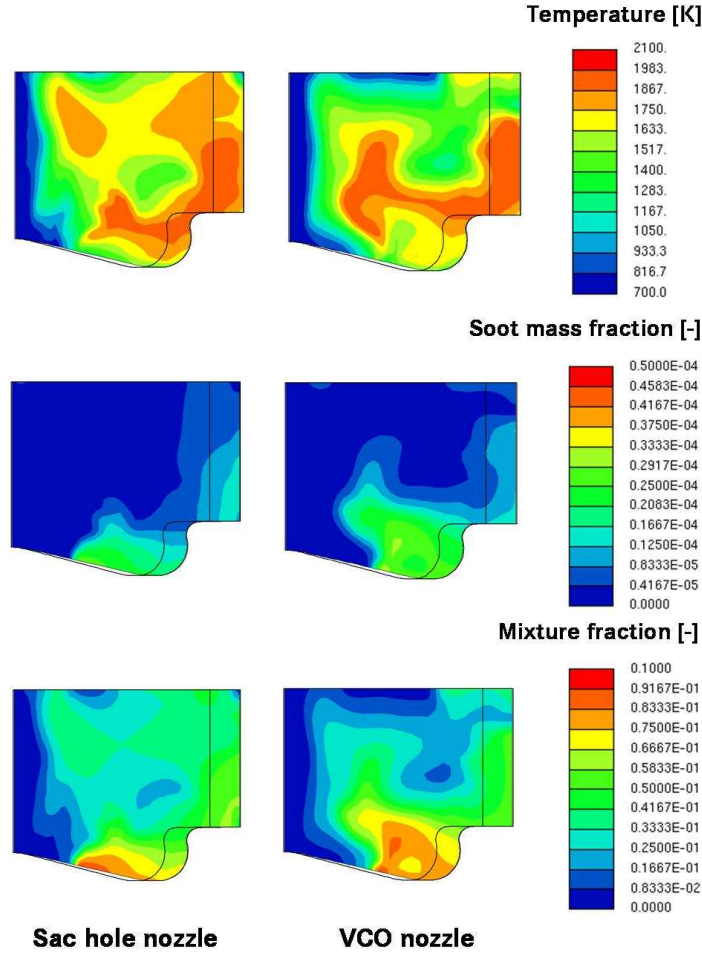 Temperature [K]
2100.
1983.
1867.
1750.
1633.
1517.
1400.
1283.
1167.
1050.
933.3
816.7
700.0
Soot mass fraction [-]
0.5000E-04
0.4583E-04
0.4167E-04
0.3750E-04
0.3333E-04
0.2917E-04
0.2500E-04
0.2083E-04
0.1667E-04
0.1250E-04
0.8333E-05
0.4167E-05
0.0000
Mixture fraction [-]
0.1000
0.9167E-01
0.8333E-01
0.7500E-01
0.6667E-01
0.5833E-01
0.5000E-01
0.4167E-01
0.3333E-01
0.2500E-01
0.1667E-01
0.8333E-02
0.0000
Sac hole nozzle VCO nozzle